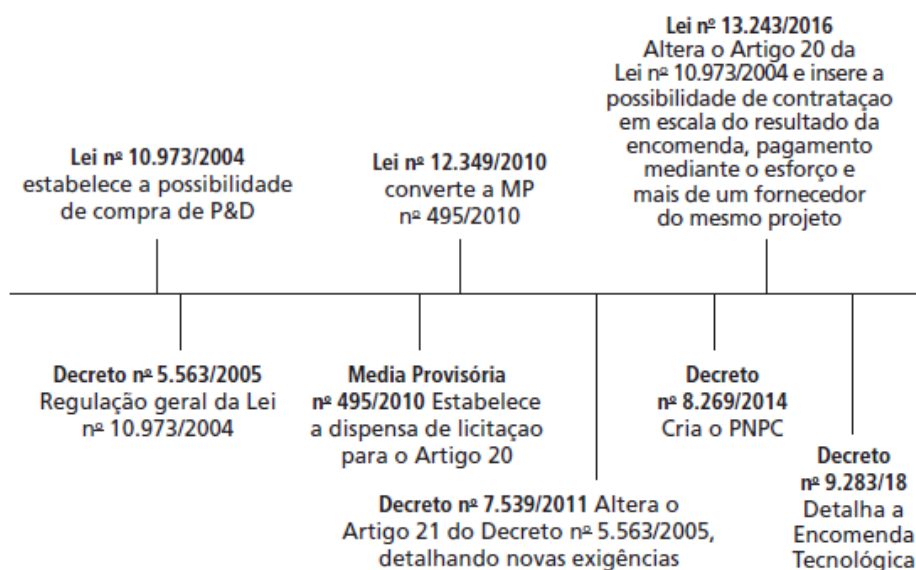 Lei nº 13.243/2016
Altera o Artigo 20 da
Lei nº 10.973/2004 e insere a
possibilidade de contrataçao
em escala do resultado da
encomenda, pagamento
mediante o esforço e
mais de um fornecedor
do mesmo projeto
Lei nº 10.973/2004
estabelece a possibilidade
de compra de P&D
Lei nº 12.349/2010
converte a MP
nº 495/2010
Decreto nº 5.563/2005
Regulação geral da Lei
nº 10.973/2004
Media Provisória
nº 495/2010 Estabelece
a dispensa de licitaçao
para o Artigo 20
Decreto nº 7.539/2011 Altera o
Artigo 21 do Decreto nº 5.563/2005,
detalhando novas exigências
Decreto
nº 8.269/2014
Cria o PNPC
Decreto
nº 9.283/18
Detalha a
Encomenda
Tecnológica